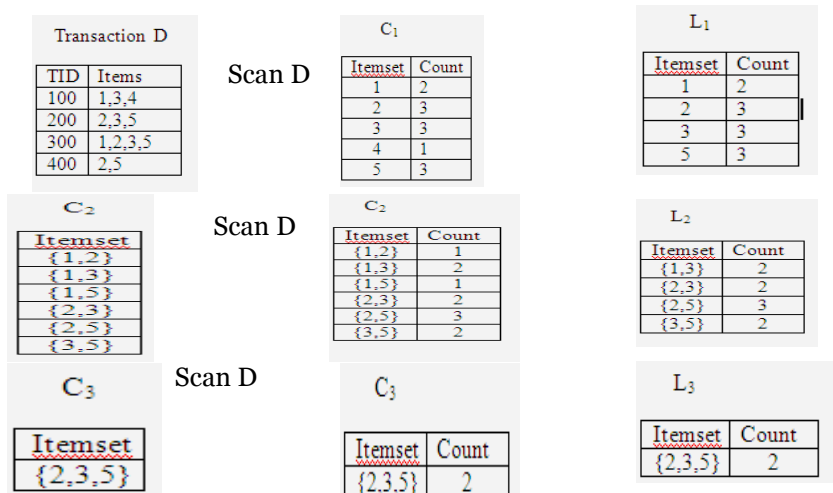 Transaction D
TID Items
100 1,3,4
200 2,3,5
300 1,2,3,5
400 2,5
Scan D
C₁
Itemset Count
1 2
2 3
3 3
4 1
5 3
L₁
Itemset Count
1 2
2 3
3 3
5 3
C₂
Itemset
{1,2}
{1,3}
{1,5}
{2,3}
{2,5}
{3,5}
Scan D
C₂
Itemset Count
{1,2} 1
{1,3} 2
{1,5} 1
{2,3} 2
{2,5} 3
{3,5} 2
L₂
Itemset Count
{1,3} 2
{2,3} 2
{2,5} 3
{3,5} 2
C₃
Itemset
{2,3,5}
Scan D
C₃
Itemset Count
{2,3,5} 2
L₃
Itemset Count
{2,3,5} 2